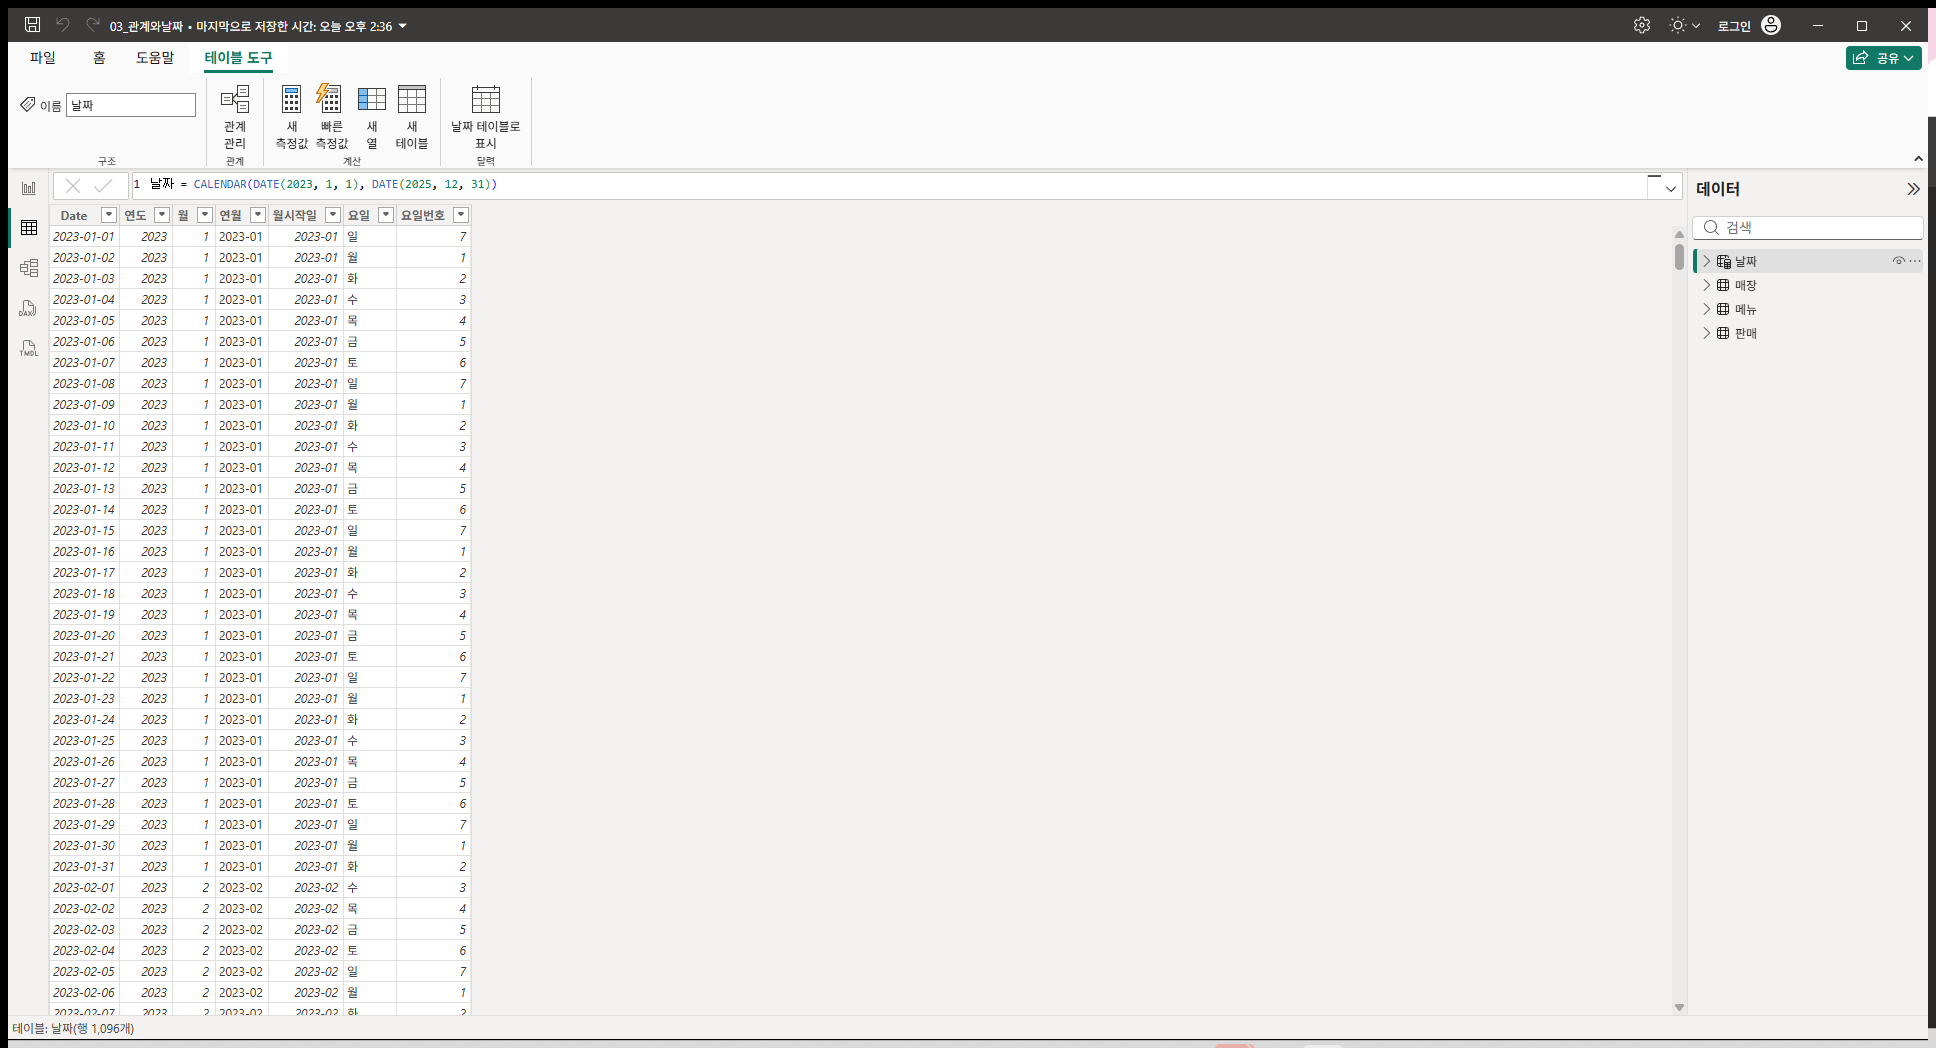 03_관계와날짜 • 마지막으로 저장한 시간: 오늘 오후 2:36
로그인
파일 홈 도움말 테이블 도구
공유
이름 날짜
관계 관리
새 측정값
빠른 측정값
새 열
새 테이블
날짜 테이블로 표시
구조 관계 계산 달력
1 날짜 = CALENDAR(DATE(2023, 1, 1), DATE(2025, 12, 31))
Date 연도 월 연월 월시작일 요일 요일번호
2023-01-01 2023 1 2023-01 2023-01 일 7
2023-01-02 2023 1 2023-01 2023-01 월 1
2023-01-03 2023 1 2023-01 2023-01 화 2
2023-01-04 2023 1 2023-01 2023-01 수 3
2023-01-05 2023 1 2023-01 2023-01 목 4
2023-01-06 2023 1 2023-01 2023-01 금 5
2023-01-07 2023 1 2023-01 2023-01 토 6
2023-01-08 2023 1 2023-01 2023-01 일 7
2023-01-09 2023 1 2023-01 2023-01 월 1
2023-01-10 2023 1 2023-01 2023-01 화 2
2023-01-11 2023 1 2023-01 2023-01 수 3
2023-01-12 2023 1 2023-01 2023-01 목 4
2023-01-13 2023 1 2023-01 2023-01 금 5
2023-01-14 2023 1 2023-01 2023-01 토 6
2023-01-15 2023 1 2023-01 2023-01 일 7
2023-01-16 2023 1 2023-01 2023-01 월 1
2023-01-17 2023 1 2023-01 2023-01 화 2
2023-01-18 2023 1 2023-01 2023-01 수 3
2023-01-19 2023 1 2023-01 2023-01 목 4
2023-01-20 2023 1 2023-01 2023-01 금 5
2023-01-21 2023 1 2023-01 2023-01 토 6
2023-01-22 2023 1 2023-01 2023-01 일 7
2023-01-23 2023 1 2023-01 2023-01 월 1
2023-01-24 2023 1 2023-01 2023-01 화 2
2023-01-25 2023 1 2023-01 2023-01 수 3
2023-01-26 2023 1 2023-01 2023-01 목 4
2023-01-27 2023 1 2023-01 2023-01 금 5
2023-01-28 2023 1 2023-01 2023-01 토 6
2023-01-29 2023 1 2023-01 2023-01 일 7
2023-01-30 2023 1 2023-01 2023-01 월 1
2023-01-31 2023 1 2023-01 2023-01 화 2
2023-02-01 2023 2 2023-02 2023-02 수 3
2023-02-02 2023 2 2023-02 2023-02 목 4
2023-02-03 2023 2 2023-02 2023-02 금 5
2023-02-04 2023 2 2023-02 2023-02 토 6
2023-02-05 2023 2 2023-02 2023-02 일 7
2023-02-06 2023 2 2023-02 2023-02 월 1
2023-02-07 2023 2 2023-02 2023-02 화 2
DAX
TMDL
데이터
검색
날짜
매장
메뉴
판매
테이블: 날짜(행 1,096개)